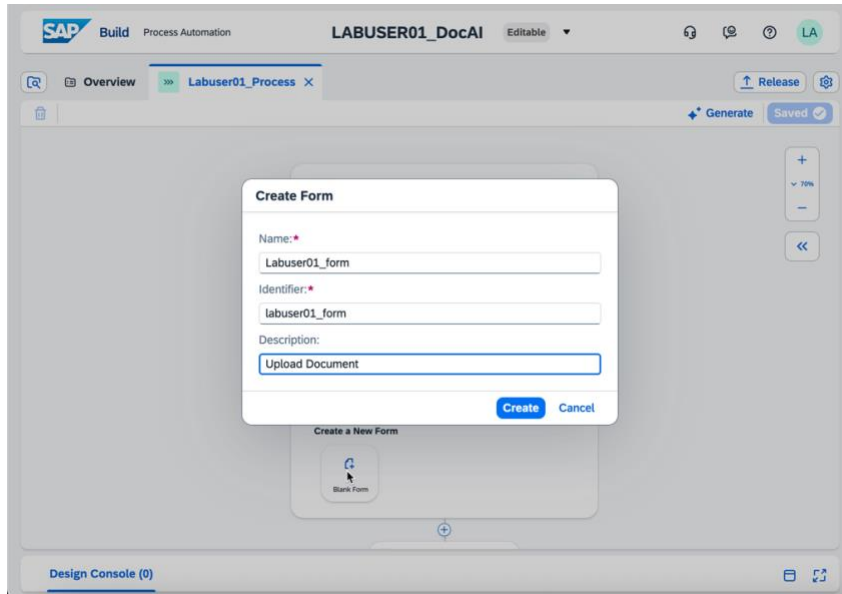 SAP Build Process Automation LABUSER01_DocAI Editable LA
Overview Labuser01_Process Release
Generate Saved
70%
Create Form
Name:*
Labuser01_form
Identifier:*
labuser01_form
Description:
Upload Document
Create Cancel
Create a New Form
Blank Form
Design Console (0)